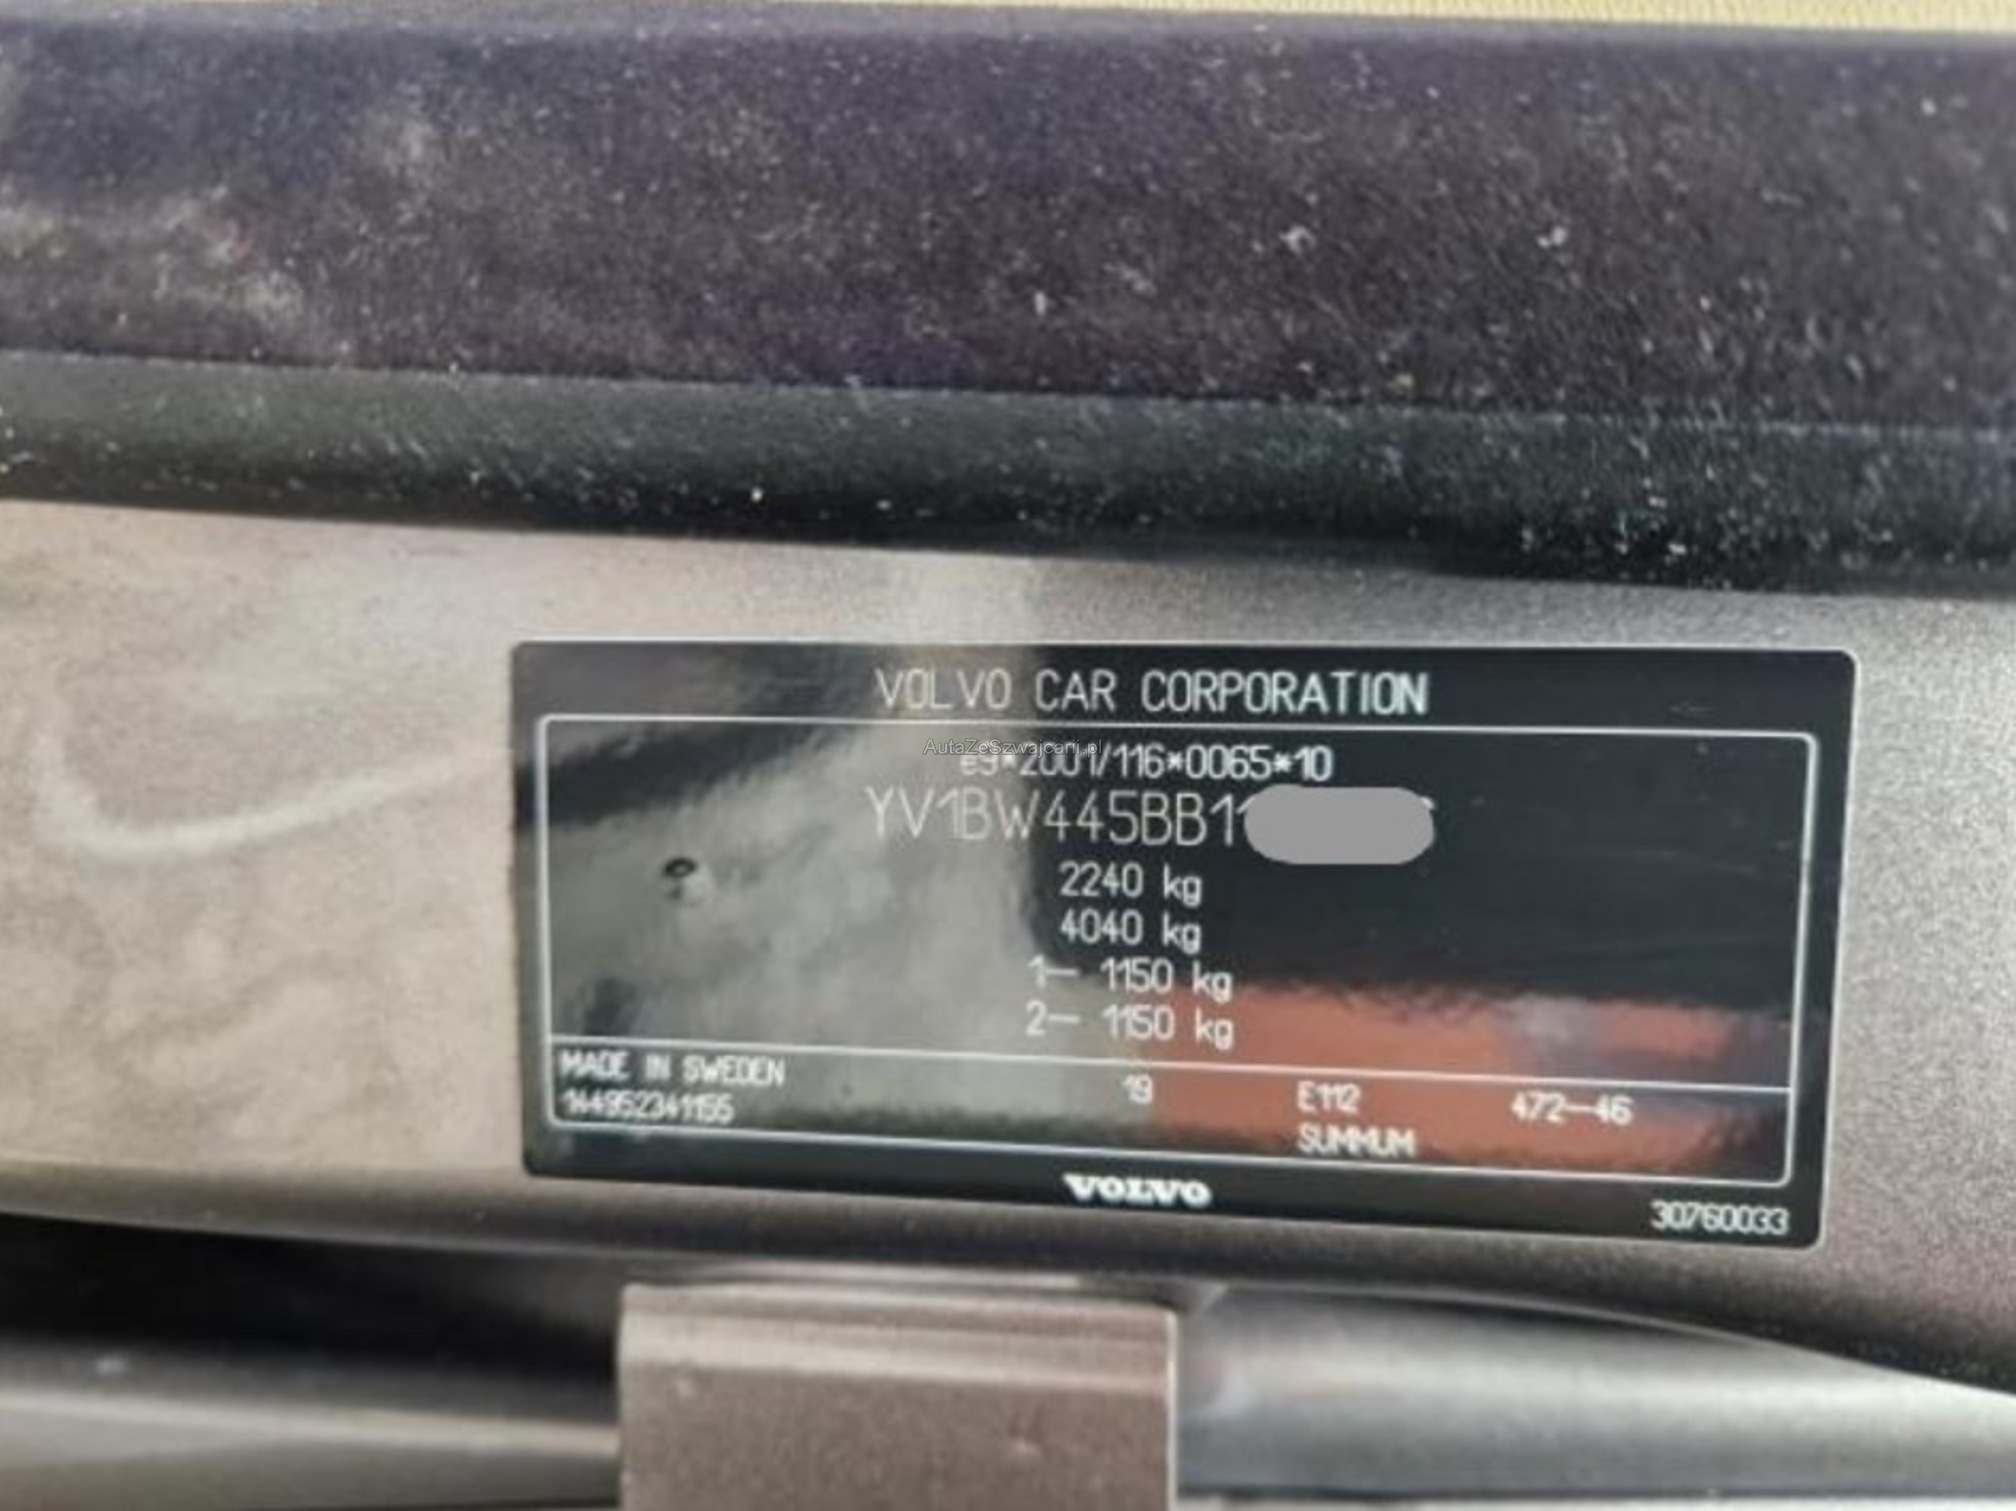 VOLVO CAR CORPORATION
AutaZeSzwajcarii.pl
e9*2001/116*0065*10
YV1BW445BB11
2240 kg
4040 kg
1- 1150 kg
2- 1150 kg
MADE IN SWEDEN 19 E112 472-46
144952341155 SUMMUM
VOLVO
30760033